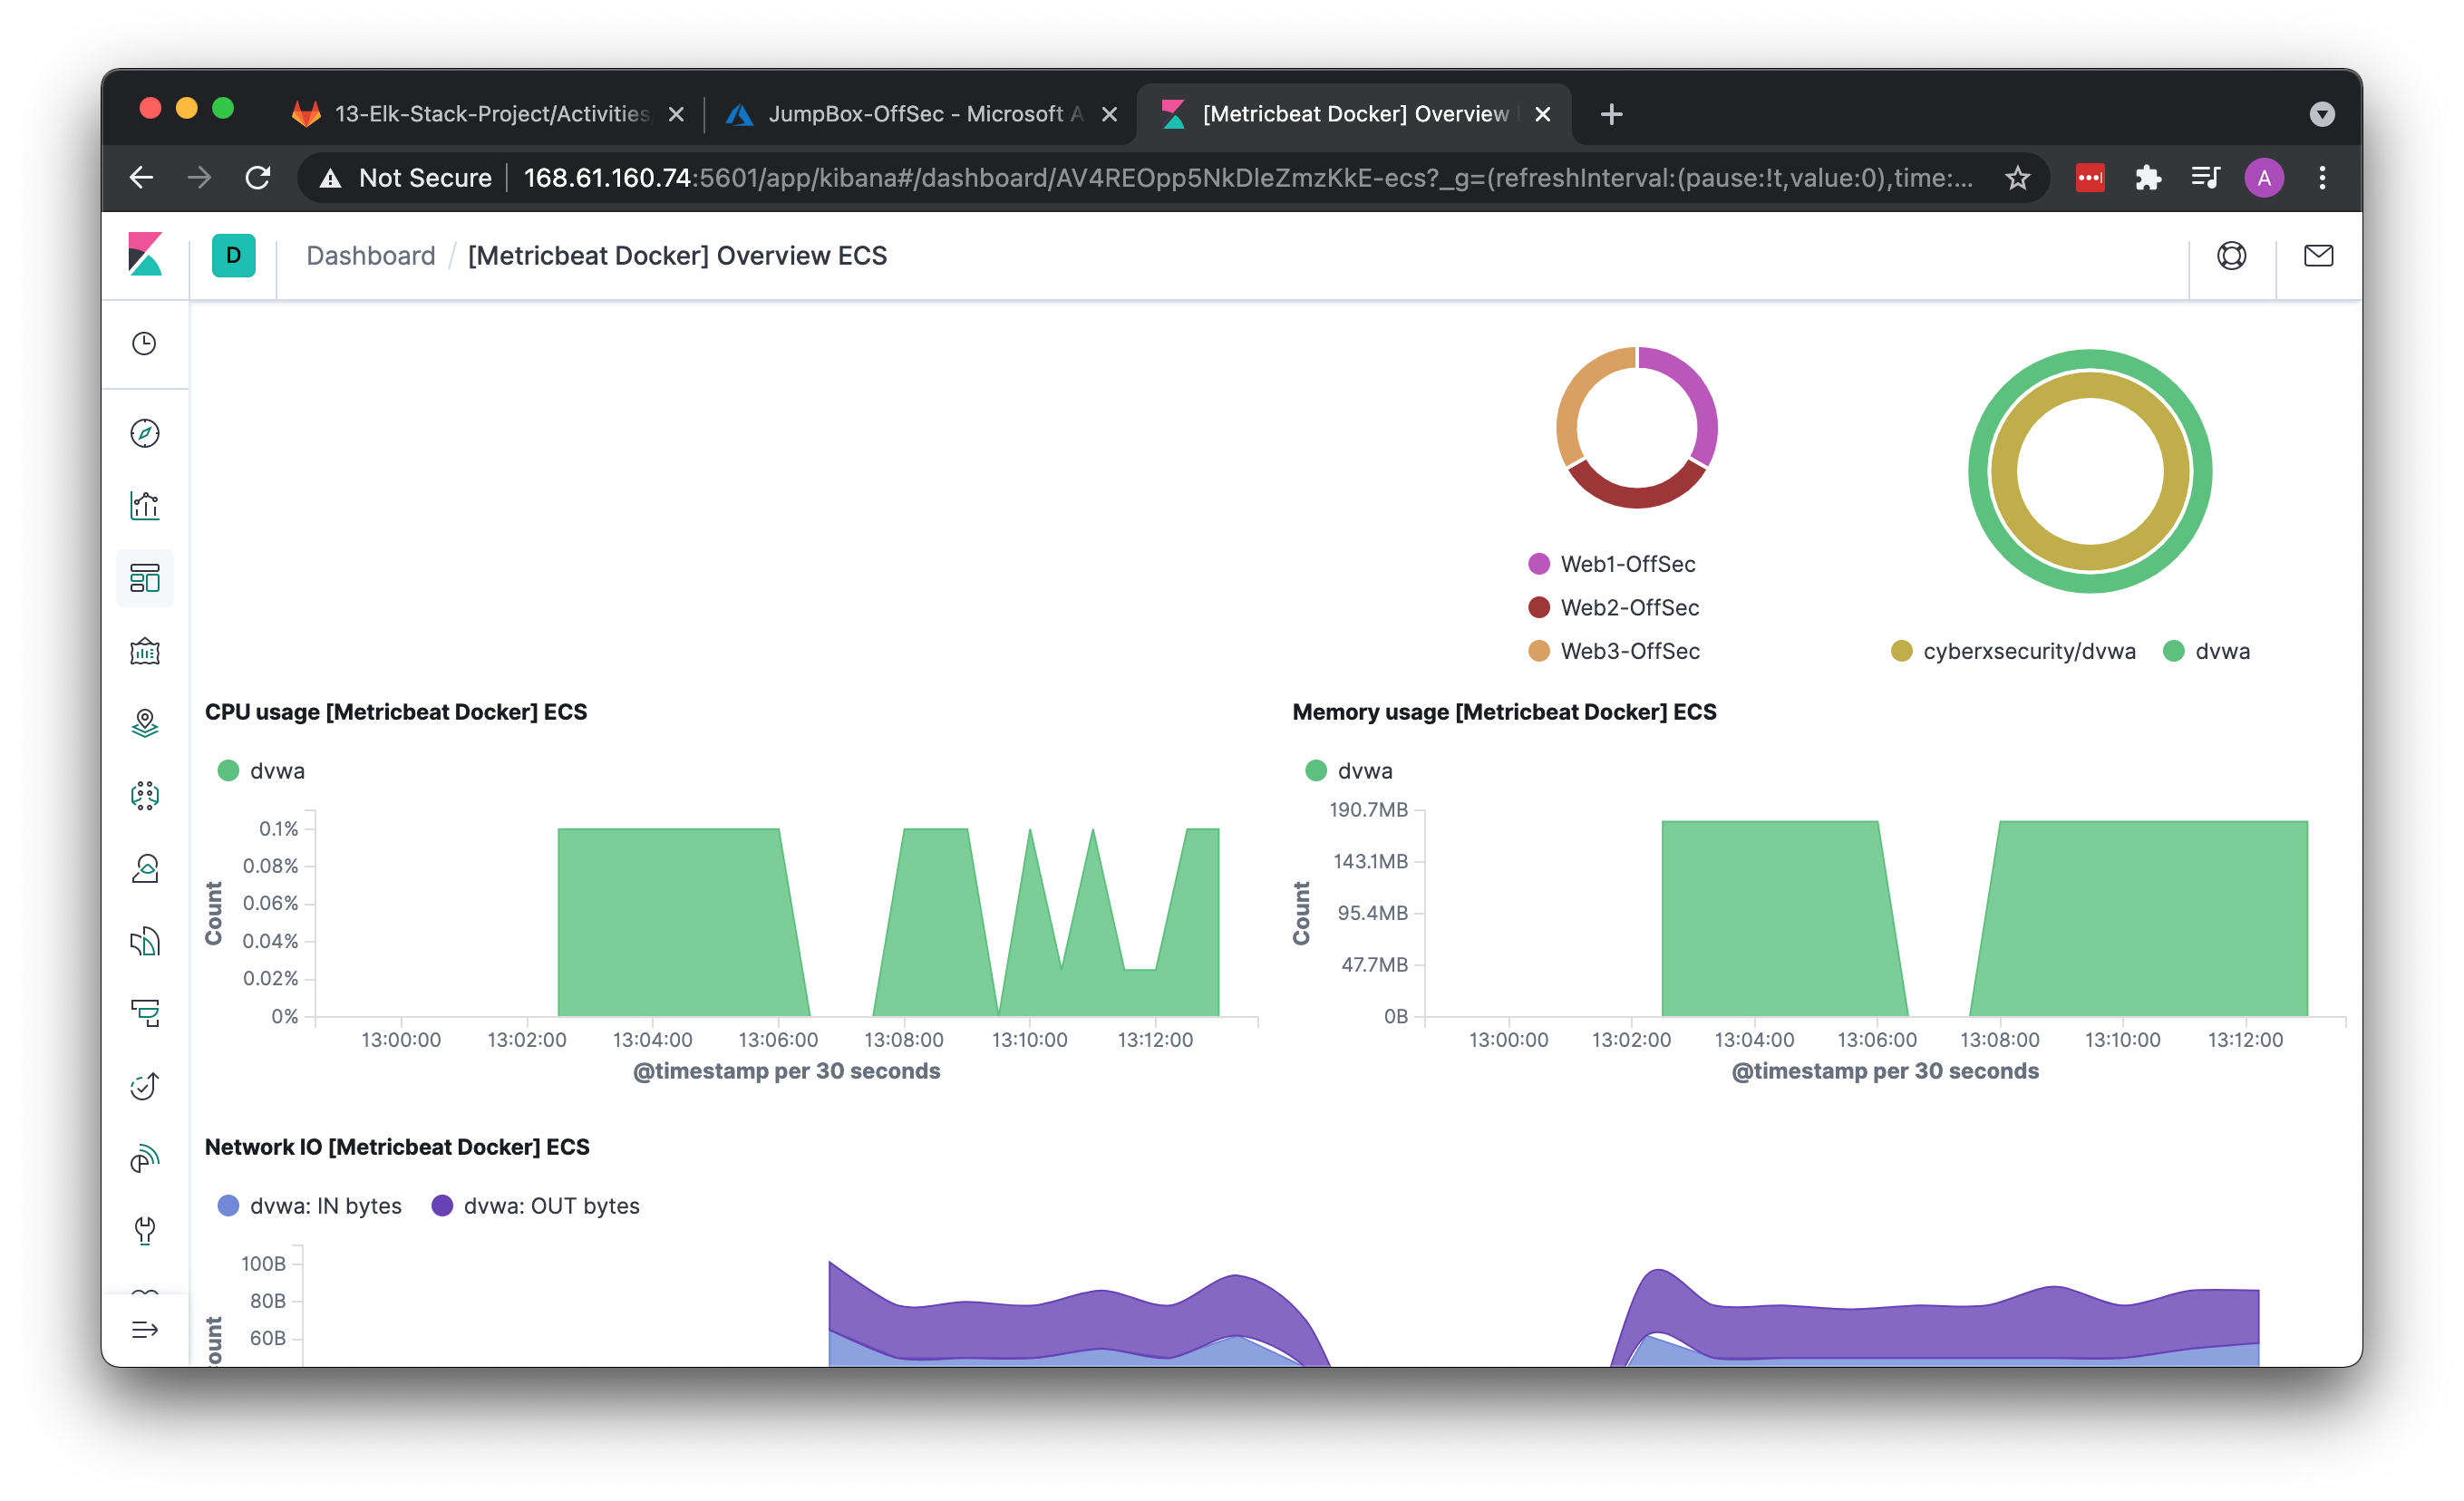 13-Elk-Stack-Project/Activities
JumpBox-OffSec - Microsoft A
[Metricbeat Docker] Overview
Not Secure
168.61.160.74:5601/app/kibana#/dashboard/AV4REOpp5NkDleZmzKkE-ecs?_g=(refreshInterval:(pause:!t,value:0),time:...
A
D
Dashboard / [Metricbeat Docker] Overview ECS
Web1-OffSec
Web2-OffSec
Web3-OffSec
cyberxsecurity/dvwa
dvwa
CPU usage [Metricbeat Docker] ECS
dvwa
0.1%
0.08%
0.06%
0.04%
0.02%
0%
Count
13:00:00 13:02:00 13:04:00 13:06:00 13:08:00 13:10:00 13:12:00
@timestamp per 30 seconds
Memory usage [Metricbeat Docker] ECS
dvwa
190.7MB
143.1MB
95.4MB
47.7MB
0B
Count
13:00:00 13:02:00 13:04:00 13:06:00 13:08:00 13:10:00 13:12:00
@timestamp per 30 seconds
Network IO [Metricbeat Docker] ECS
dvwa: IN bytes
dvwa: OUT bytes
100B
80B
60B